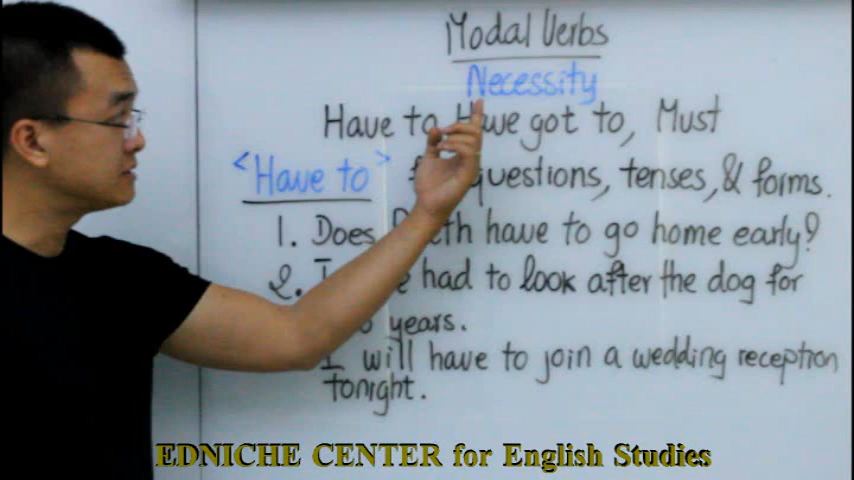 Modal Verbs
Necessity
Have to Have got to, Must
<Have to> questions, tenses, & forms.
1. Does have to go home early?
2. I had to look after the dog for
years.
I will have to join a wedding reception
tonight.
EDNICHE CENTER for English Studies